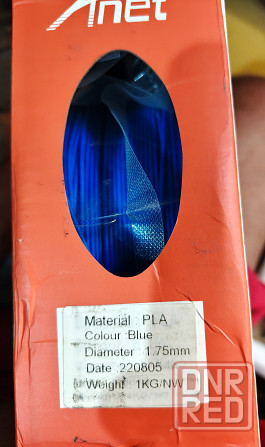 Anet
Material : PLA
Colour :Blue
Diameter : 1.75mm
Date :220805
Weight : 1KG/NW
DNR
RED